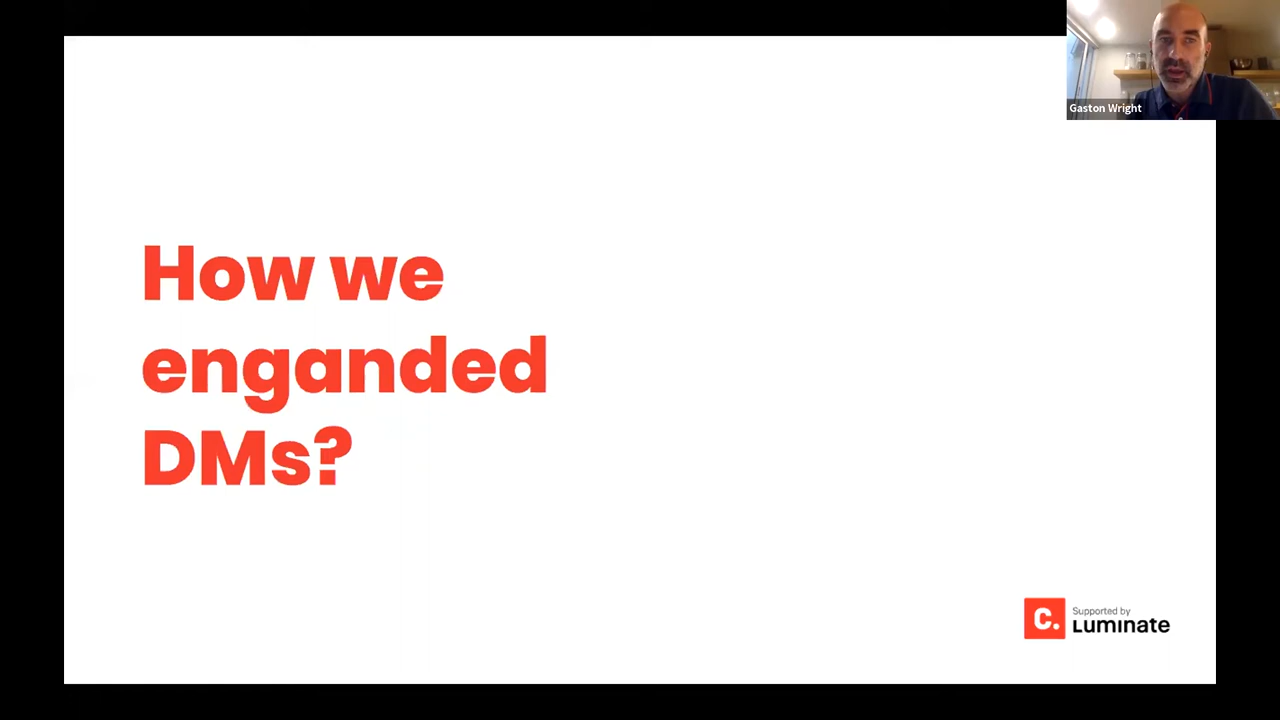 Gaston Wright
How we
enganded
DMs?
C.
Supported by
Luminate